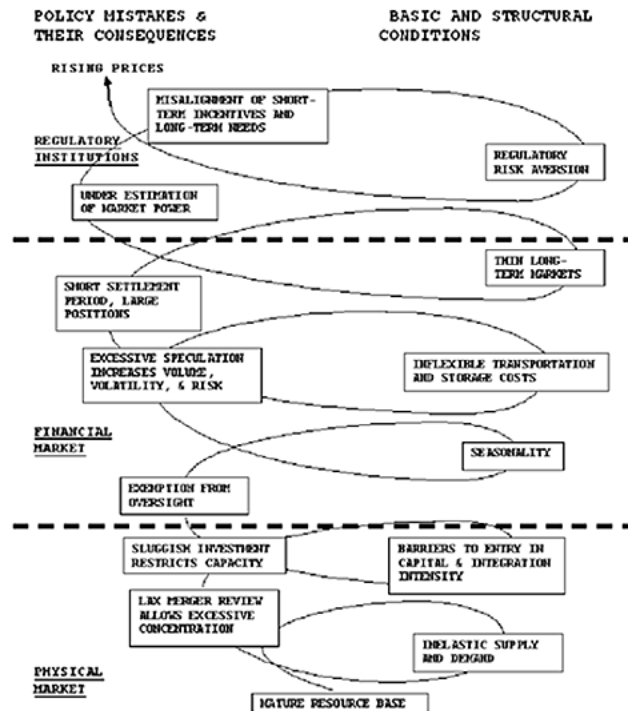 POLICY MISTAKES &
THEIR CONSEQUENCES
BASIC AND STRUCTURAL
CONDITIONS
RISING PRICES
MISALIGNMENT OF SHORT-
TERM INCENTIVES AND
LONG-TERM NEEDS
REGULATORY
INSTITUTIONS
REGULATORY
RISK AVERSION
UNDER ESTIMATION
OF MARKET POWER
THIN LONG-
TERM MARKETS
SHORT SETTLEMENT
PERIOD, LARGE
POSITIONS
EXCESSIVE SPECULATION
INCREASES VOLUME,
VOLATILITY, & RISK
INFLEXIBLE TRANSPORTATION
AND STORAGE COSTS
FINANCIAL
MARKET
SEASONALITY
EXEMPTION FROM
OVERSIGHT
SLUGGISM INVESTMENT
RESTRICTS CAPACITY
BARRIERS TO ENTRY IN
CAPITAL & INTEGRATION
INTENSITY
LAX MERGER REVIEW
ALLOWS EXCESSIVE
CONCENTRATION
INELASTIC SUPPLY
AND DEMAND
PHYSICAL
MARKET
MATURE RESOURCE BASE